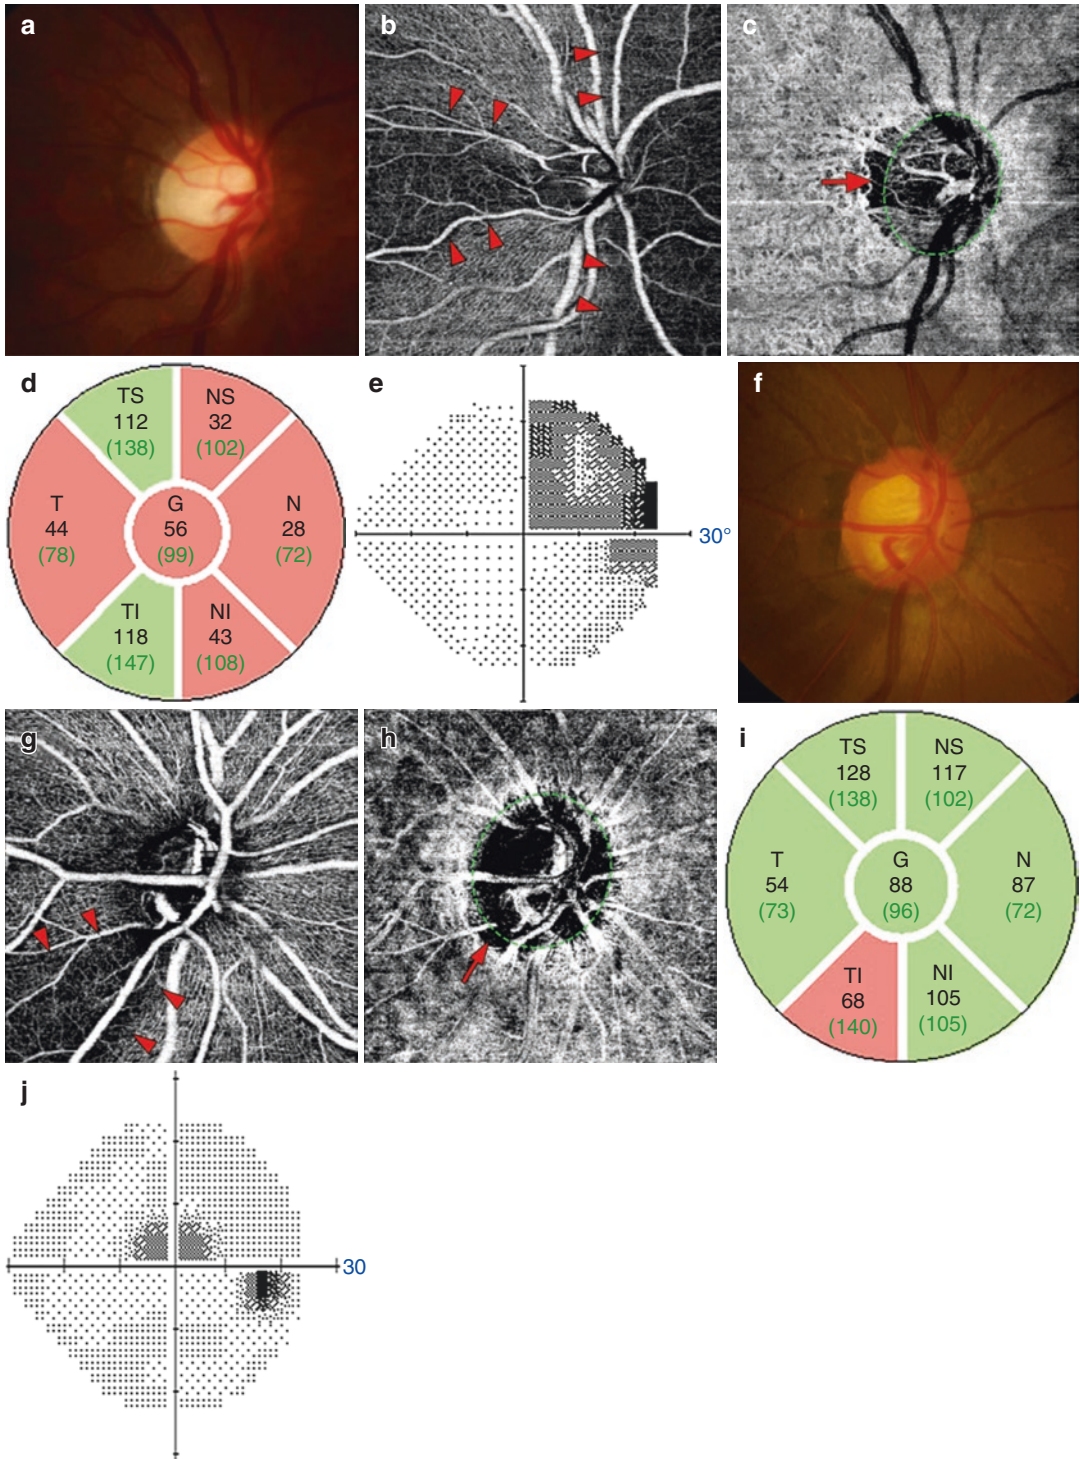 a
b
c
d
TS
112
(138)
NS
32
(102)
T
44
(78)
G
56
(99)
N
28
(72)
TI
118
(147)
NI
43
(108)
e
30°
f
g
h
i
TS
128
(138)
NS
117
(102)
T
54
(73)
G
88
(96)
N
87
(72)
TI
68
(140)
NI
105
(105)
j
30